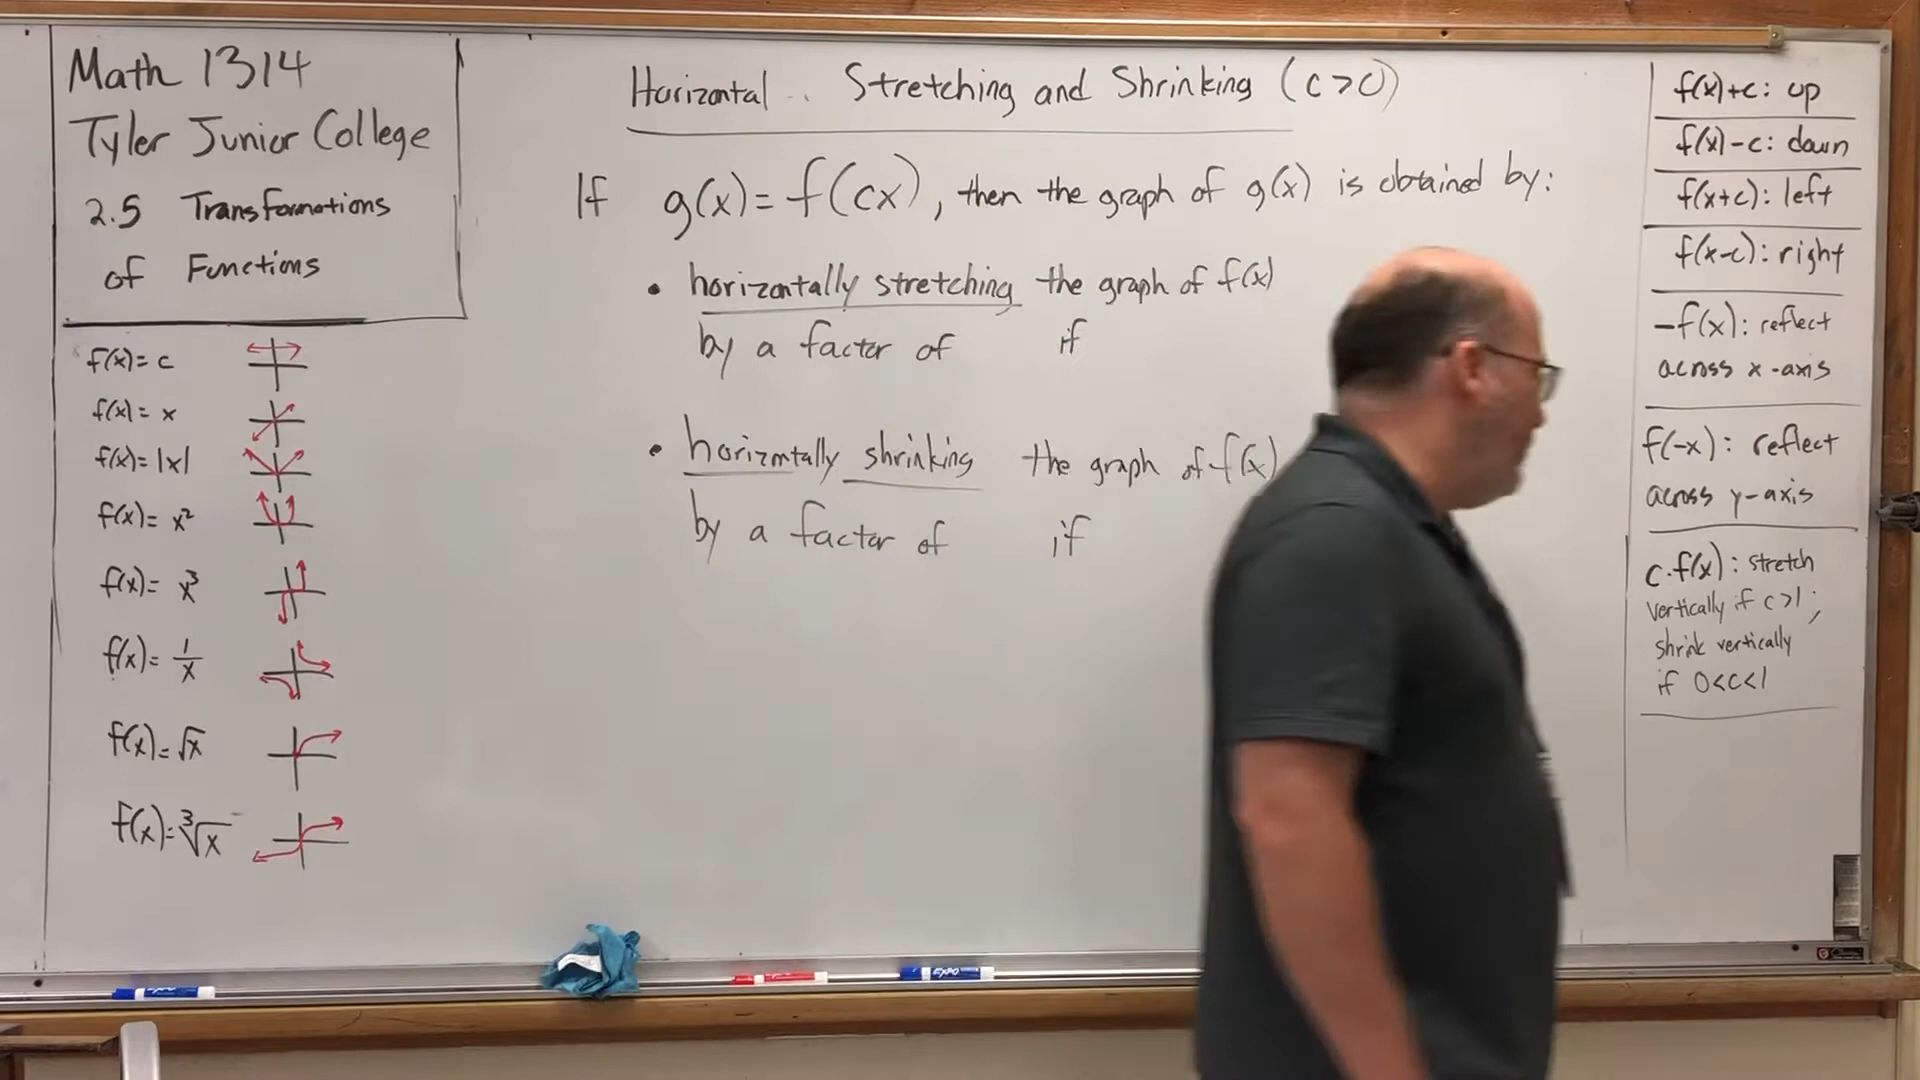 Math 1314
Tyler Junior College
2.5 Transformations
of Functions
f(x)= c
f(x)= x
f(x)= |x|
f(x)= x²
f(x)= x³
f(x)= 1/x
f(x)= √x
f(x)= ∛x
Horizontal Stretching and Shrinking (c>0)
If g(x)= f(cx), then the graph of g(x) is obtained by:
• horizontally stretching the graph of f(x)
by a factor of if
• horizontally shrinking the graph of f(x)
by a factor of if
f(x)+c: up
f(x)-c: down
f(x+c): left
f(x-c): right
-f(x): reflect
across x-axis
f(-x): reflect
across y-axis
c·f(x): stretch
vertically if c>1;
shrink vertically
if 0<c<1
EXPO